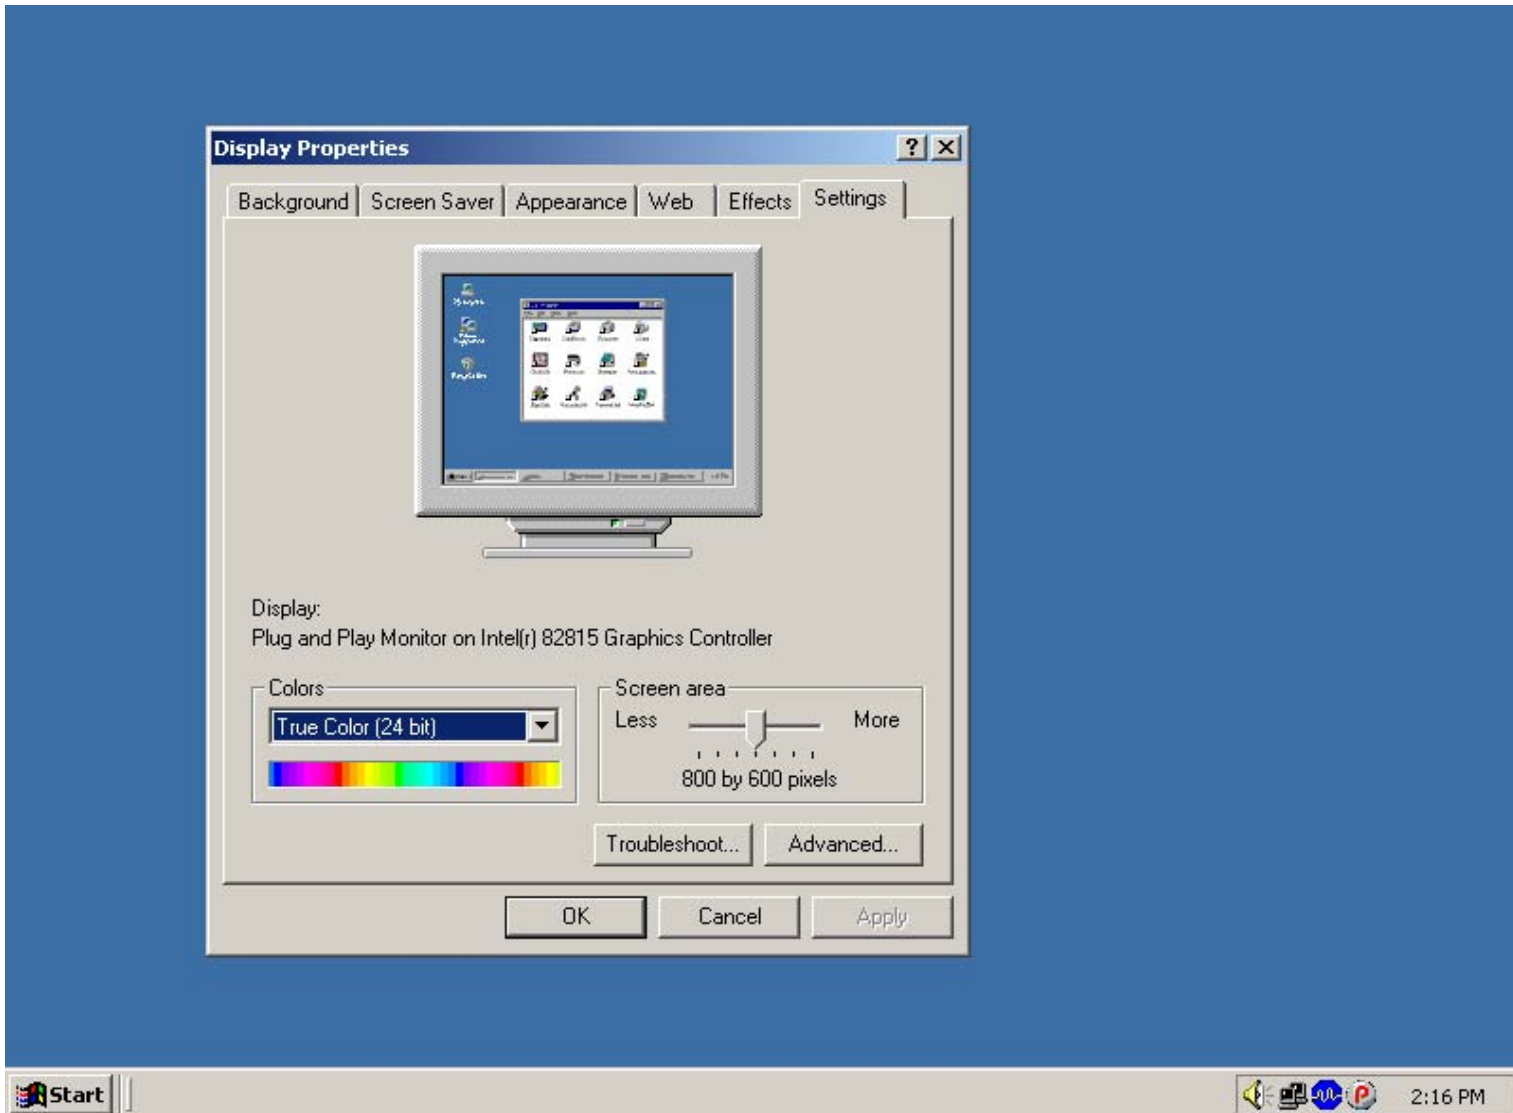 Display Properties
Background Screen Saver Appearance Web Effects Settings
Display:
Plug and Play Monitor on Intel(r) 82815 Graphics Controller
Colors
True Color (24 bit)
Screen area
Less More
800 by 600 pixels
Troubleshoot... Advanced...
OK Cancel Apply
Start 2:16 PM